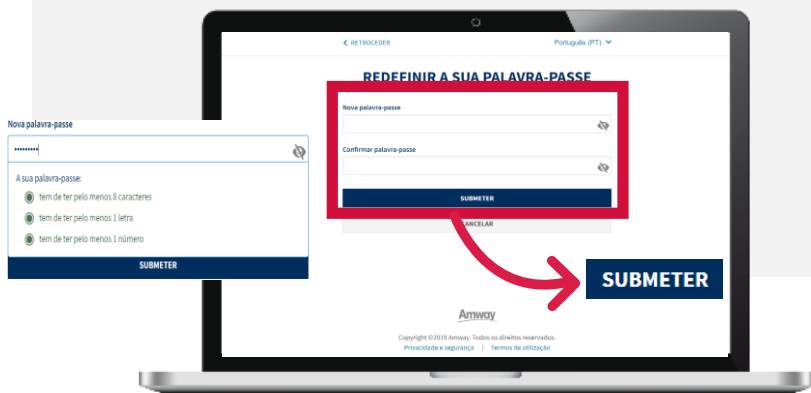 RETROCEDER
Português (PT)
REDEFINIR A SUA PALAVRA-PASSE
Nova palavra-passe
Confirmar palavra-passe
SUBMETER
CANCELAR
Nova palavra-passe
•••••••••
A sua palavra-passe:
tem de ter pelo menos 8 caracteres
tem de ter pelo menos 1 letra
tem de ter pelo menos 1 número
SUBMETER
SUBMETER
Amway
Copyright ©2019 Amway. Todos os direitos reservados.
Privacidade e segurança | Termos de utilização